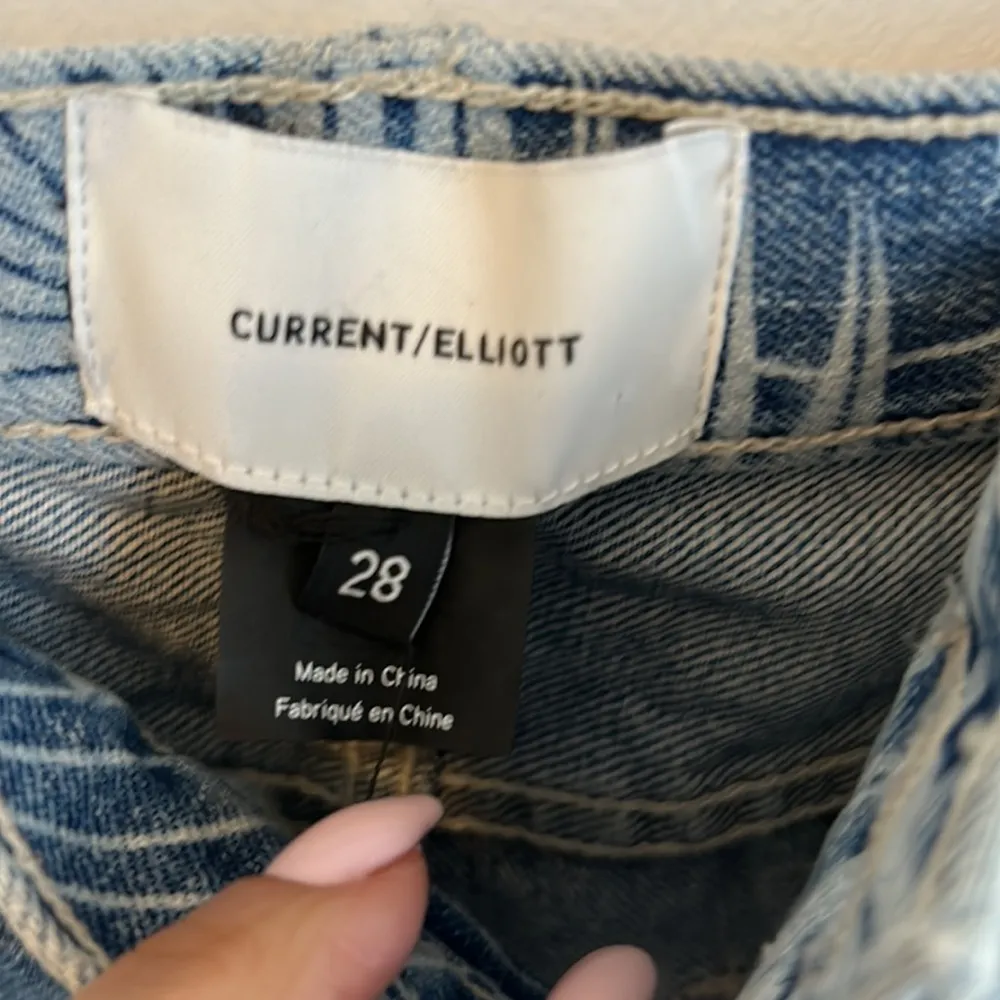 CURRENT/ELLIOTT
28
Made in China
Fabriqué en Chine